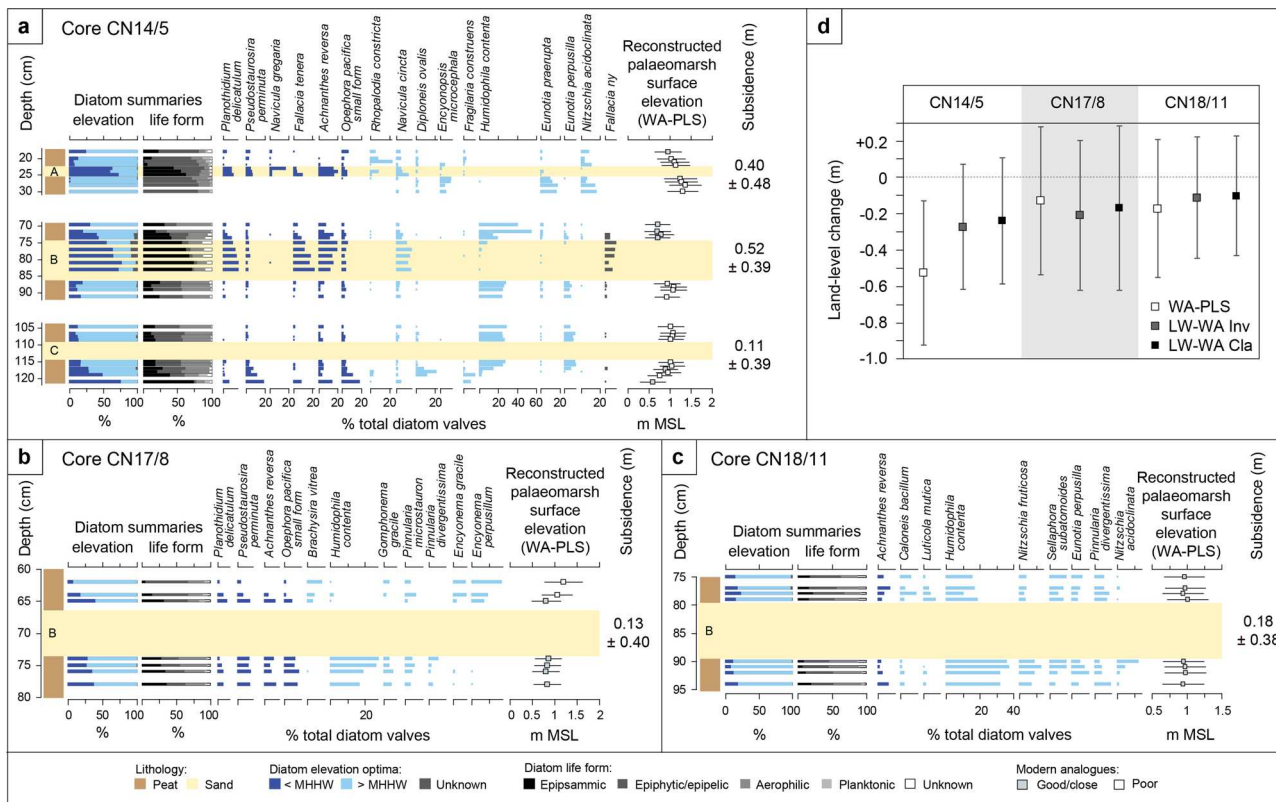 a Core CN14/5
Depth (cm)
Diatom summaries
elevation life form
Planothidium
delicatulum
Pseudostaurosira
perminuta
Navicula gregaria
Fallacia tenera
Achnanthes reversa
Opephora pacifica
small form
Rhopalodia constricta
Navicula cincta
Diploneis ovalis
Encyonopsis
microcephala
Fragilaria construens
Humidophila contenta
Eunotia praerupta
Eunotia perpusilla
Nitzschia acidoclinata
Fallacia ny
Reconstructed
palaeomarsh
surface
elevation
(WA-PLS)
Subsidence (m)
20
A
25
30
0.40
± 0.48
70
75
B
80
85
90
0.52
± 0.39
105
110
C
115
120
0.11
± 0.39
0 50 100 50 100 20 20 20 20 20 20 20 20 20 20 20 20 40 60 20 20 20 0 0.5 1 1.5 2
% % % total diatom valves m MSL
d
CN14/5 CN17/8 CN18/11
Land-level change (m)
+0.2
0
-0.2
-0.4
-0.6
-0.8
-1.0
WA-PLS
LW-WA Inv
LW-WA Cla
b Core CN17/8
Depth (cm)
Diatom summaries
elevation life form
Planothidium
delicatulum
Pseudostaurosira
perminuta
Achnanthes reversa
Opephora pacifica
small form
Brachysira vitrea
Humidophila
contenta
Gomphonema
gracile
Pinnularia
microstauron
Pinnularia
divergentissima
Encyonema gracile
Encyonema
perpusillum
Reconstructed
palaeomarsh
surface
elevation
(WA-PLS)
Subsidence (m)
60
65
B
70
75
80
0.13
± 0.40
0 50 100 50 100 20 0 0.5 1 1.5 2
% % % total diatom valves m MSL
c Core CN18/11
Depth (cm)
Diatom summaries
elevation life form
Achnanthes reversa
Caloneis bacillum
Luticola mutica
Humidophila
contenta
Nitzschia fruticosa
Sellaphora
subatomoides
Eunotia perpusilla
Pinnularia
divergentissima
Nitzschia
acidoclinata
Reconstructed
palaeomarsh
surface
elevation
(WA-PLS)
Subsidence (m)
75
80
B
85
90
95
0.18
± 0.38
0 50 100 50 100 20 40 0.5 1 1.5
% % % total diatom valves m MSL
Lithology: Diatom elevation optima: Diatom life form: Modern analogues:
Peat Sand < MHHW > MHHW Unknown Epipsammic Epiphytic/epipelic Aerophilic Planktonic Unknown Good/close Poor